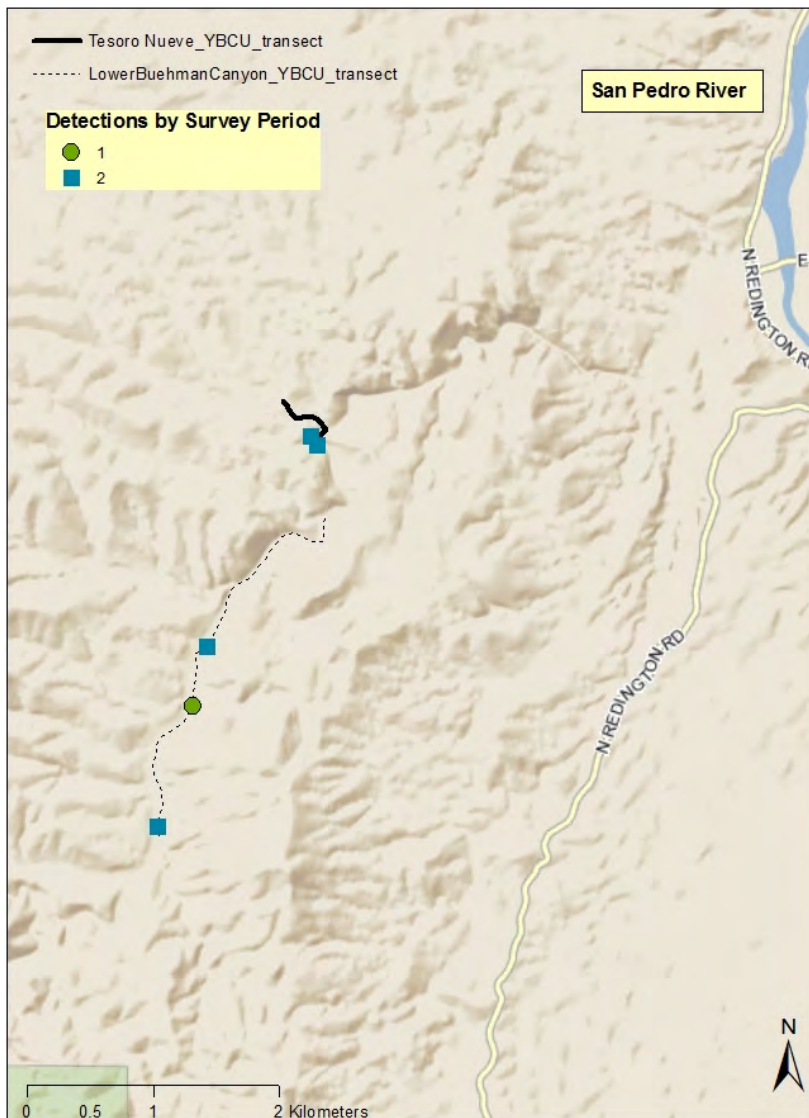 Tesoro Nueve_YBCU_transect
LowerBuehmanCanyon_YBCU_transect
San Pedro River
Detections by Survey Period
1
2
N REDINGTON RD
E
N REDINGTON RD
N
0 0.5 1 2 Kilometers